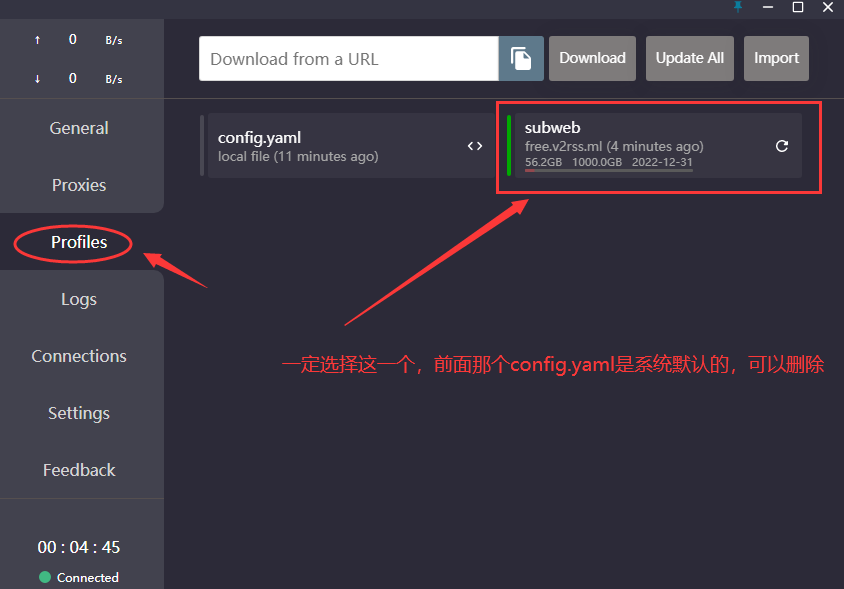 ↑ 0 B/s
↓ 0 B/s
General
Proxies
Profiles
Logs
Connections
Settings
Feedback
00 : 04 : 45
Connected
Download from a URL
Download
Update All
Import
config.yaml
local file (11 minutes ago)
subweb
free.v2rss.ml (4 minutes ago)
56.2GB 1000.0GB 2022-12-31
一定选择这一个，前面那个config.yaml是系统默认的，可以删除